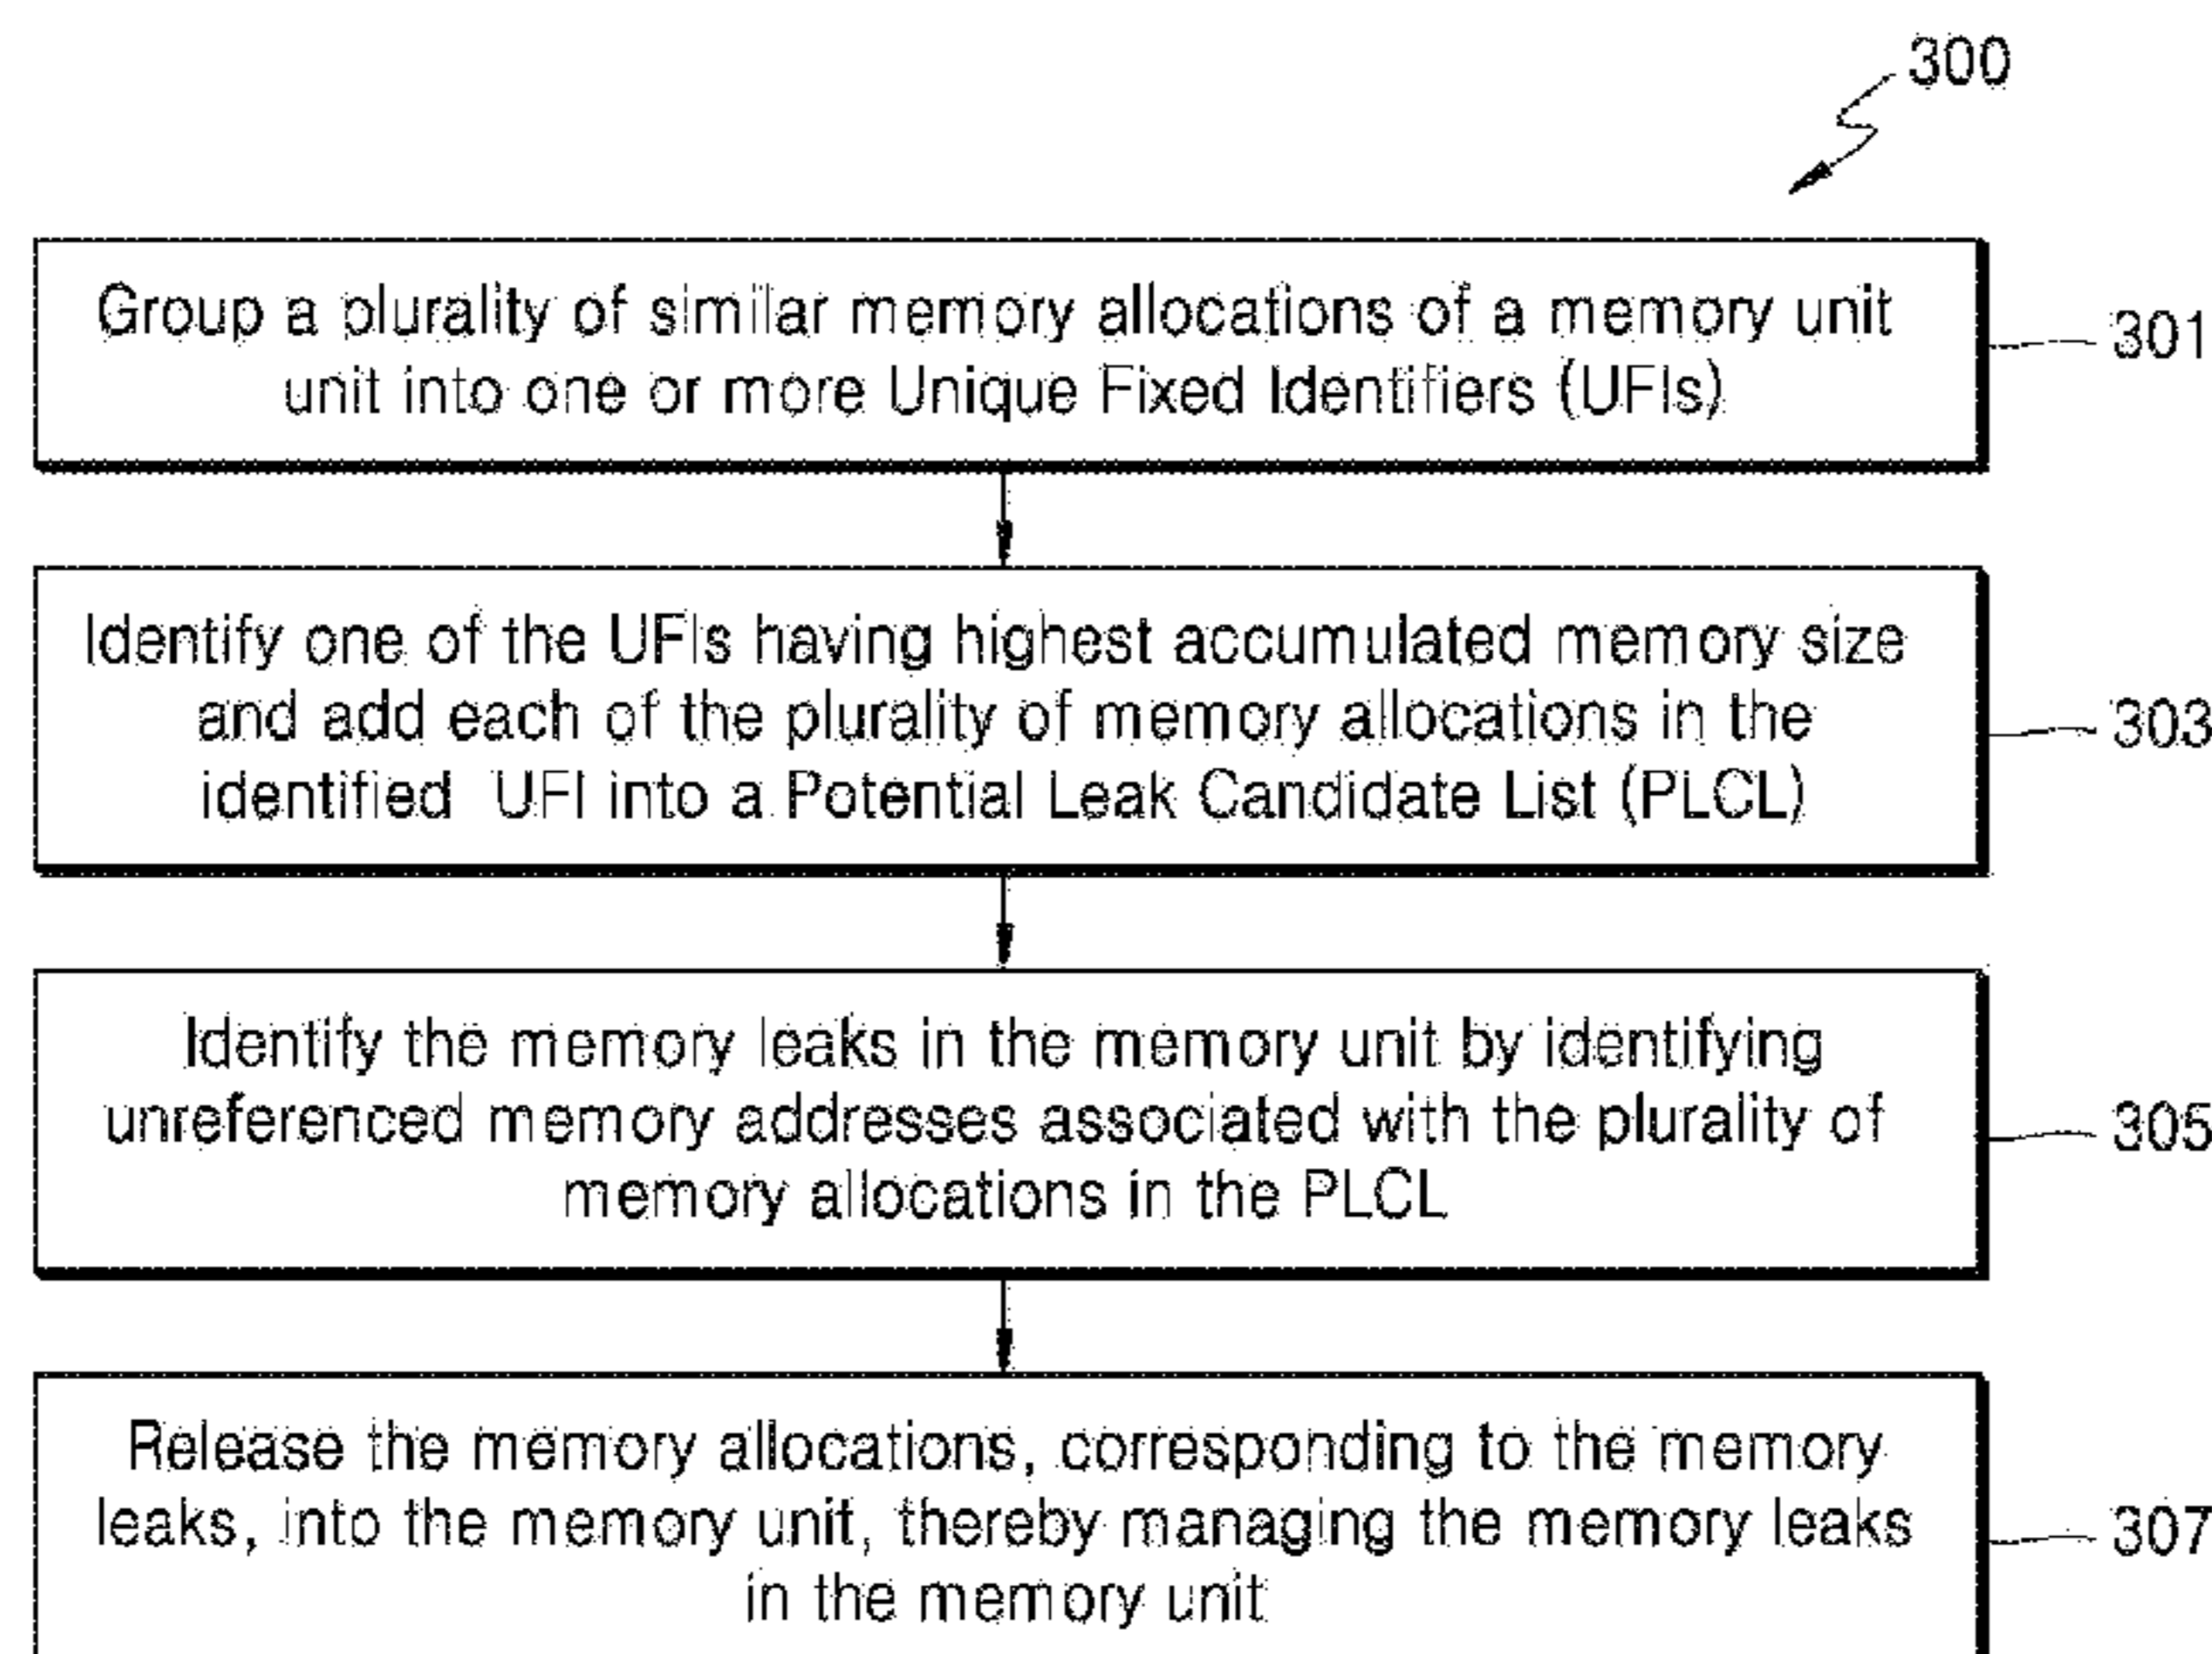 300
Group a plurality of similar memory allocations of a memory unit
unit into one or more Unique Fixed Identifiers (UFIs)
301
Identify one of the UFIs having highest accumulated memory size
and add each of the plurality of memory allocations in the
identified UFI into a Potential Leak Candidate List (PLCL)
303
Identify the memory leaks in the memory unit by identifying
unreferenced memory addresses associated with the plurality of
memory allocations in the PLCL
305
Release the memory allocations, corresponding to the memory
leaks, into the memory unit, thereby managing the memory leaks
in the memory unit
307